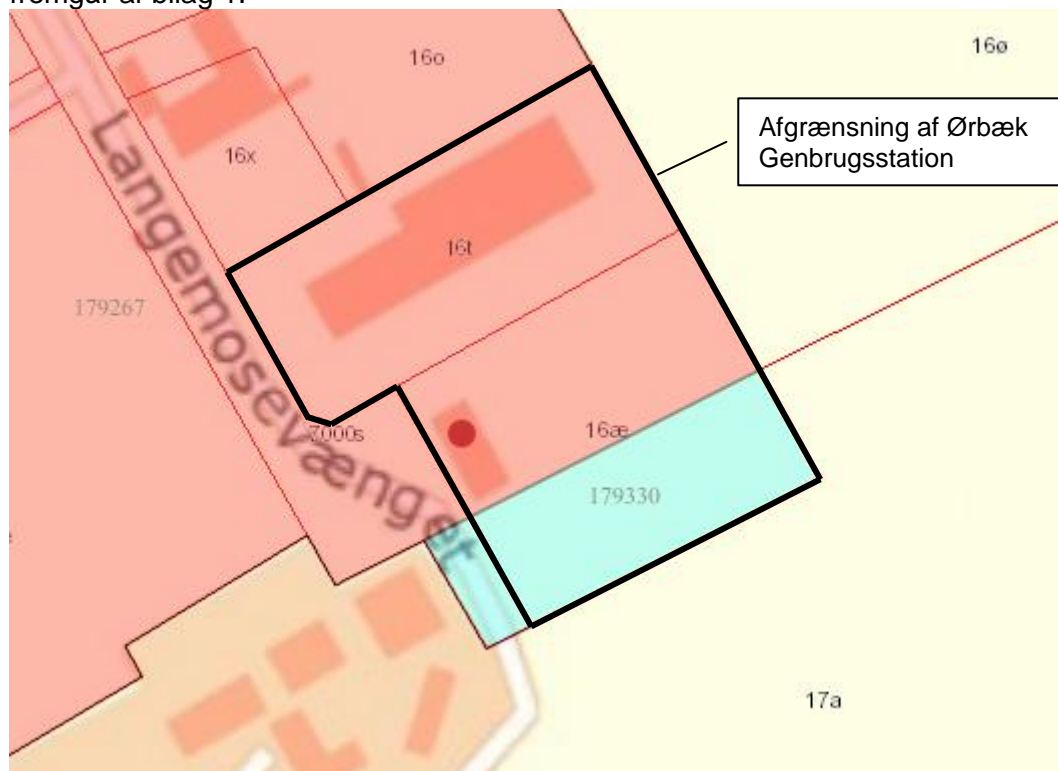 fremgår af bilag 1.
16o
16ø
Afgrænsning af Ørbæk
Genbrugsstation
16x
Langemosevænget
16t
179267
7000s
16æ
179330
17a